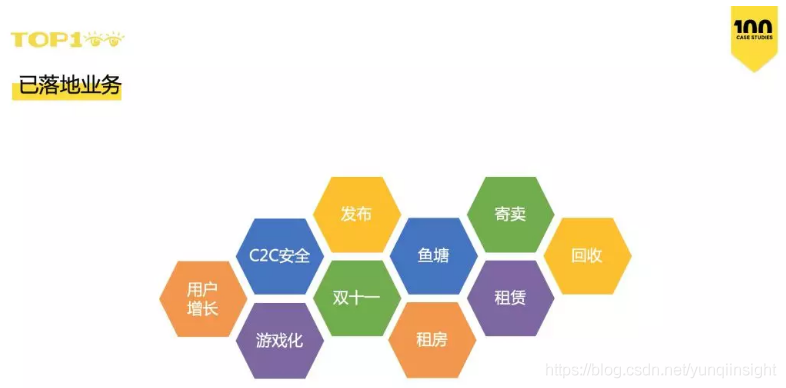 TOP100
100
CASE STUDIES
已落地业务
发布
寄卖
C2C安全
鱼塘
回收
用户
增长
双十一
租赁
游戏化
租房
https://blog.csdn.net/yunqiinsight